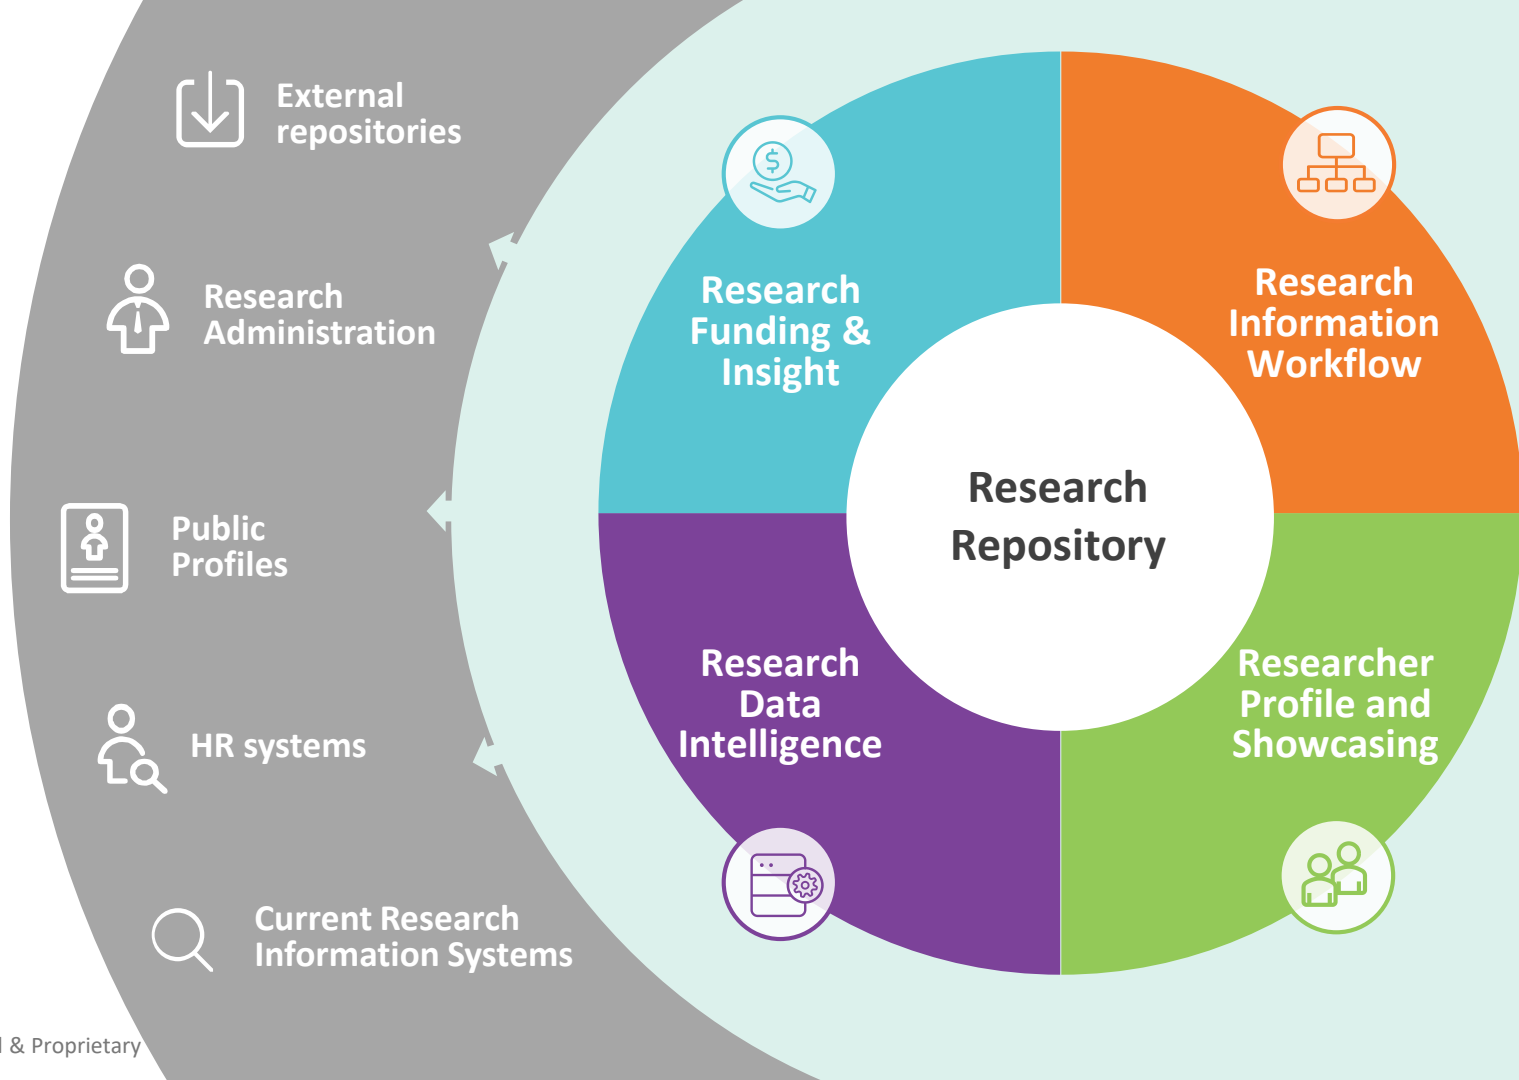 External
repositories
Research
Administration
Public
Profiles
HR systems
Current Research
Information Systems
$
Research
Funding &
Insight
Research
Information
Workflow
Research
Repository
Research
Data
Intelligence
Researcher
Profile and
Showcasing
& Proprietary